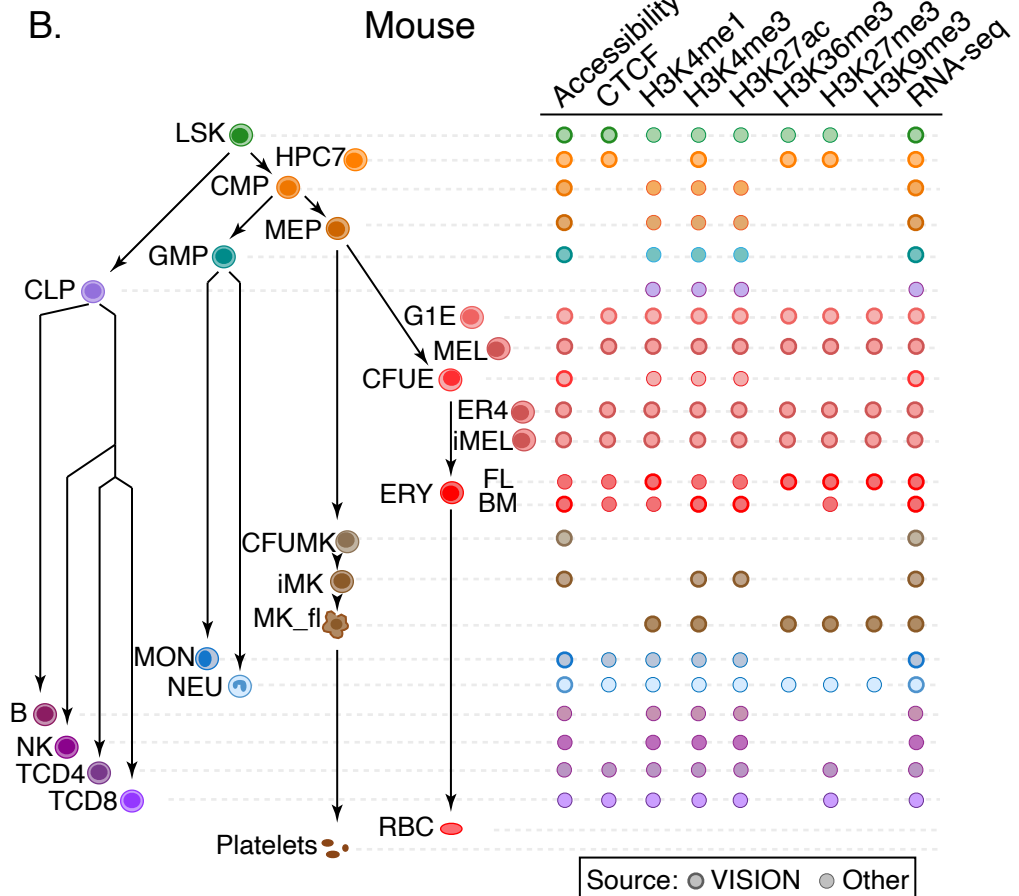 B.
Mouse
Accessibility
CTCF
H3K4me1
H3K4me3
H3K27ac
H3K36me3
H3K27me3
H3K9me3
RNA-seq
LSK
HPC7
CMP
MEP
GMP
CLP
G1E
MEL
CFUE
ER4
iMEL
FL
ERY
BM
CFUMK
iMK
MK_fl
MON
NEU
B
NK
TCD4
TCD8
RBC
Platelets
Source: VISION Other